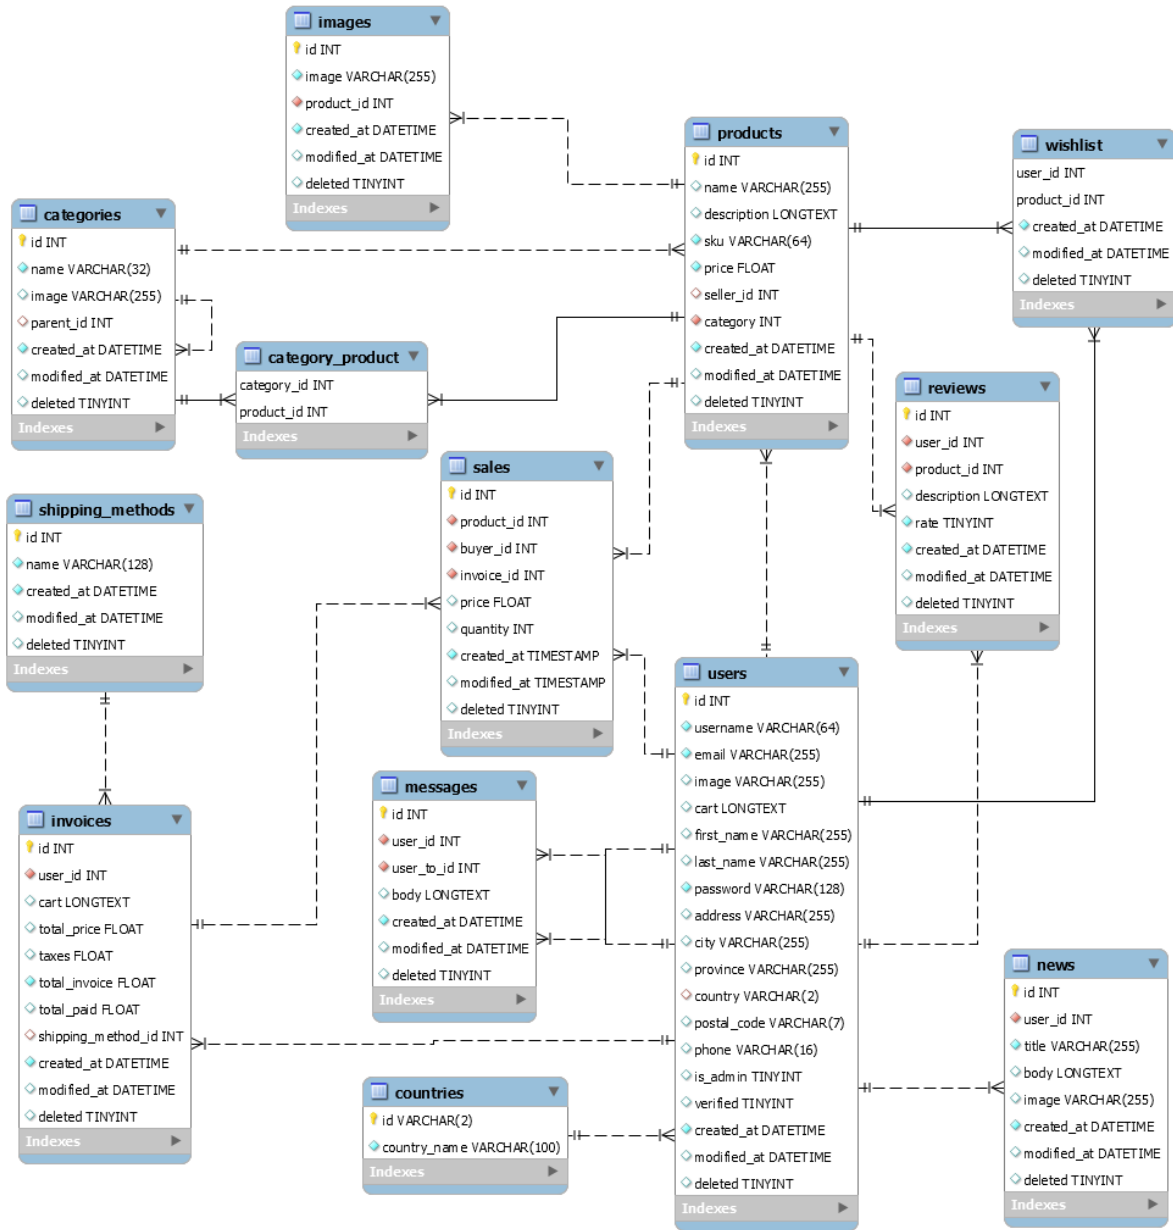 images
id INT
image VARCHAR(255)
product_id INT
created_at DATETIME
modified_at DATETIME
deleted TINYINT
Indexes
products
id INT
name VARCHAR(255)
description LONGTEXT
sku VARCHAR(64)
price FLOAT
seller_id INT
category INT
created_at DATETIME
modified_at DATETIME
deleted TINYINT
Indexes
wishlist
user_id INT
product_id INT
created_at DATETIME
modified_at DATETIME
deleted TINYINT
Indexes
categories
id INT
name VARCHAR(32)
image VARCHAR(255)
parent_id INT
created_at DATETIME
modified_at DATETIME
deleted TINYINT
Indexes
category_product
category_id INT
product_id INT
Indexes
reviews
id INT
user_id INT
product_id INT
description LONGTEXT
rate TINYINT
created_at DATETIME
modified_at DATETIME
deleted TINYINT
Indexes
sales
id INT
product_id INT
buyer_id INT
invoice_id INT
price FLOAT
quantity INT
created_at TIMESTAMP
modified_at TIMESTAMP
deleted TINYINT
Indexes
shipping_methods
id INT
name VARCHAR(128)
created_at DATETIME
modified_at DATETIME
deleted TINYINT
Indexes
users
id INT
username VARCHAR(64)
email VARCHAR(255)
image VARCHAR(255)
cart LONGTEXT
first_name VARCHAR(255)
last_name VARCHAR(255)
password VARCHAR(128)
address VARCHAR(255)
city VARCHAR(255)
province VARCHAR(255)
country VARCHAR(2)
postal_code VARCHAR(7)
phone VARCHAR(16)
is_admin TINYINT
verified TINYINT
created_at DATETIME
modified_at DATETIME
deleted TINYINT
Indexes
messages
id INT
user_id INT
user_to_id INT
body LONGTEXT
created_at DATETIME
modified_at DATETIME
deleted TINYINT
Indexes
invoices
id INT
user_id INT
cart LONGTEXT
total_price FLOAT
taxes FLOAT
total_invoice FLOAT
total_paid FLOAT
shipping_method_id INT
created_at DATETIME
modified_at DATETIME
deleted TINYINT
Indexes
countries
id VARCHAR(2)
country_name VARCHAR(100)
Indexes
news
id INT
user_id INT
title VARCHAR(255)
body LONGTEXT
image VARCHAR(255)
created_at DATETIME
modified_at DATETIME
deleted TINYINT
Indexes